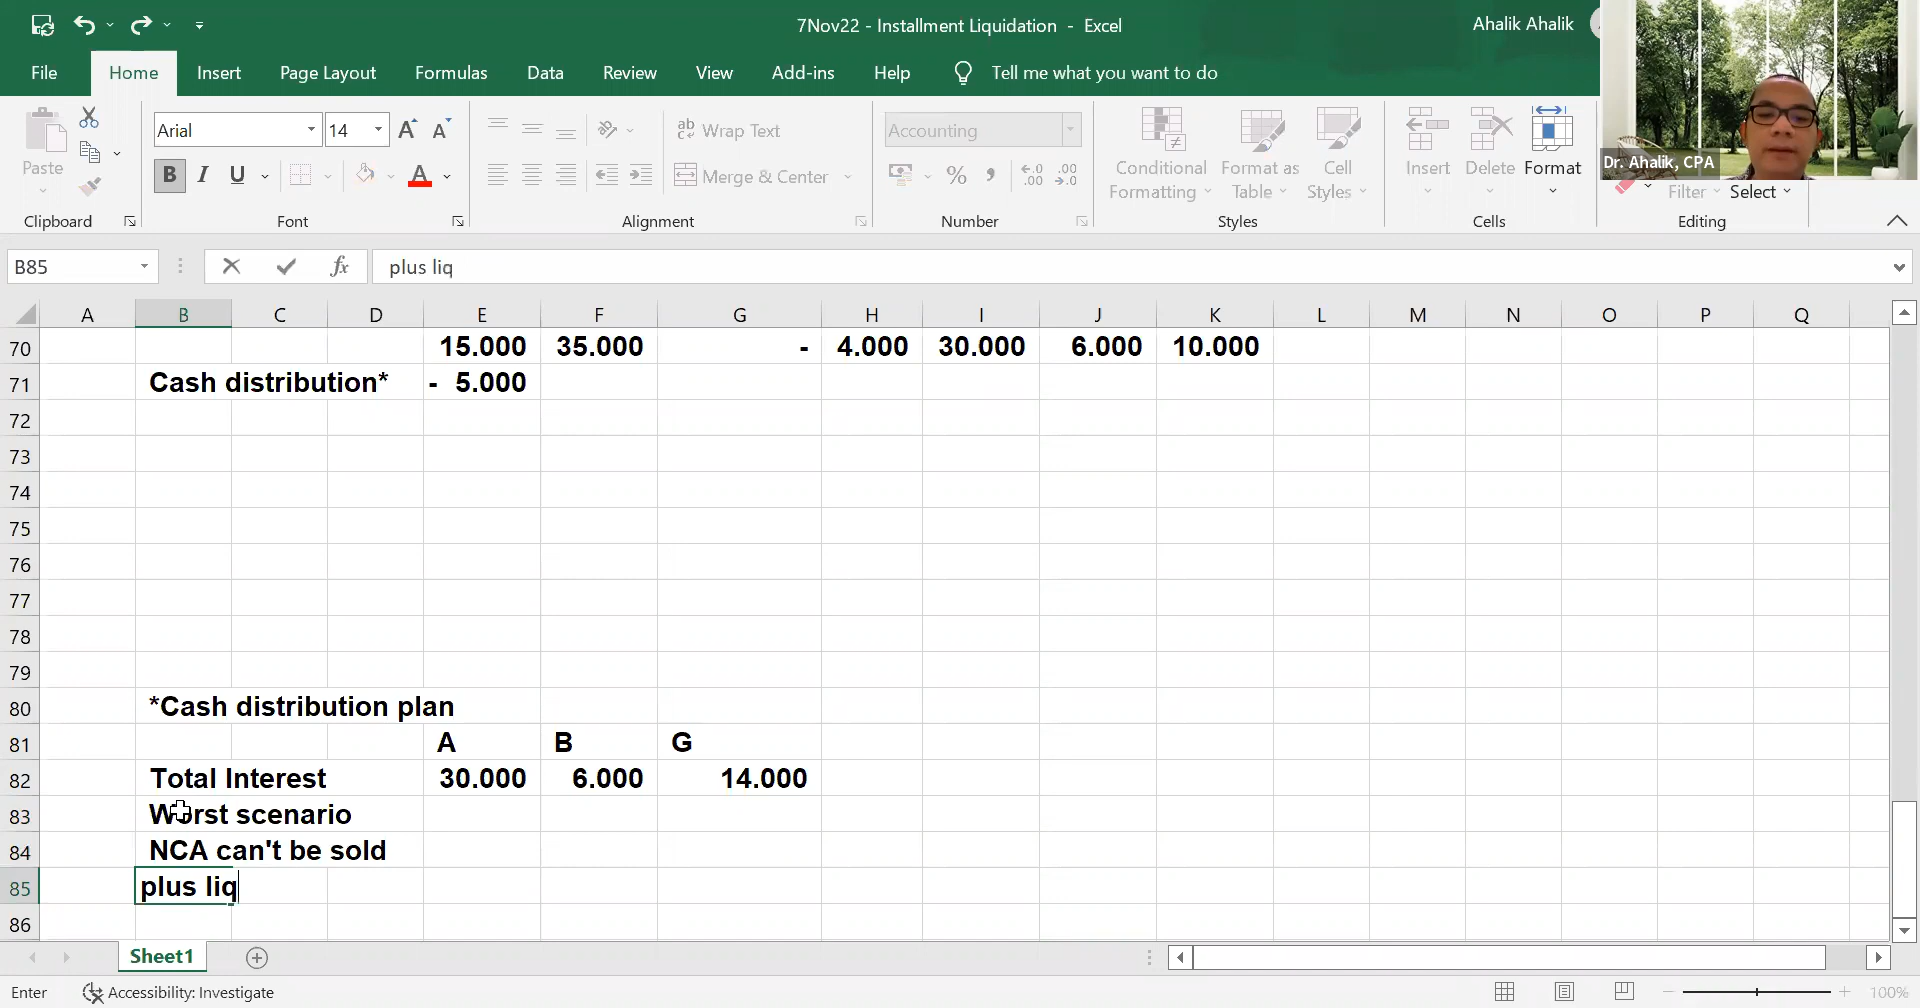 7Nov22 - Installment Liquidation - Excel
Ahalik Ahalik
File Home Insert Page Layout Formulas Data Review View Add-ins Help Tell me what you want to do
Paste
Clipboard
Arial 14
A A
B I U A
Font
ab Wrap Text
Merge & Center
Alignment
Accounting
% , ←.0 .00 .00 →.0
Number
Conditional Formatting
Format as Table
Cell Styles
Styles
Insert Delete Format
Cells
Dr. Ahalik, CPA
Filter Select
Editing
B85 fx plus liq
A B C D E F G H I J K L M N O P Q
70 15.000 35.000 - 4.000 30.000 6.000 10.000
71 Cash distribution* - 5.000
72
73
74
75
76
77
78
79
80 *Cash distribution plan
81 A B G
82 Total Interest 30.000 6.000 14.000
83 Worst scenario
84 NCA can't be sold
85 plus liq
86
Sheet1
Enter Accessibility: Investigate 100%